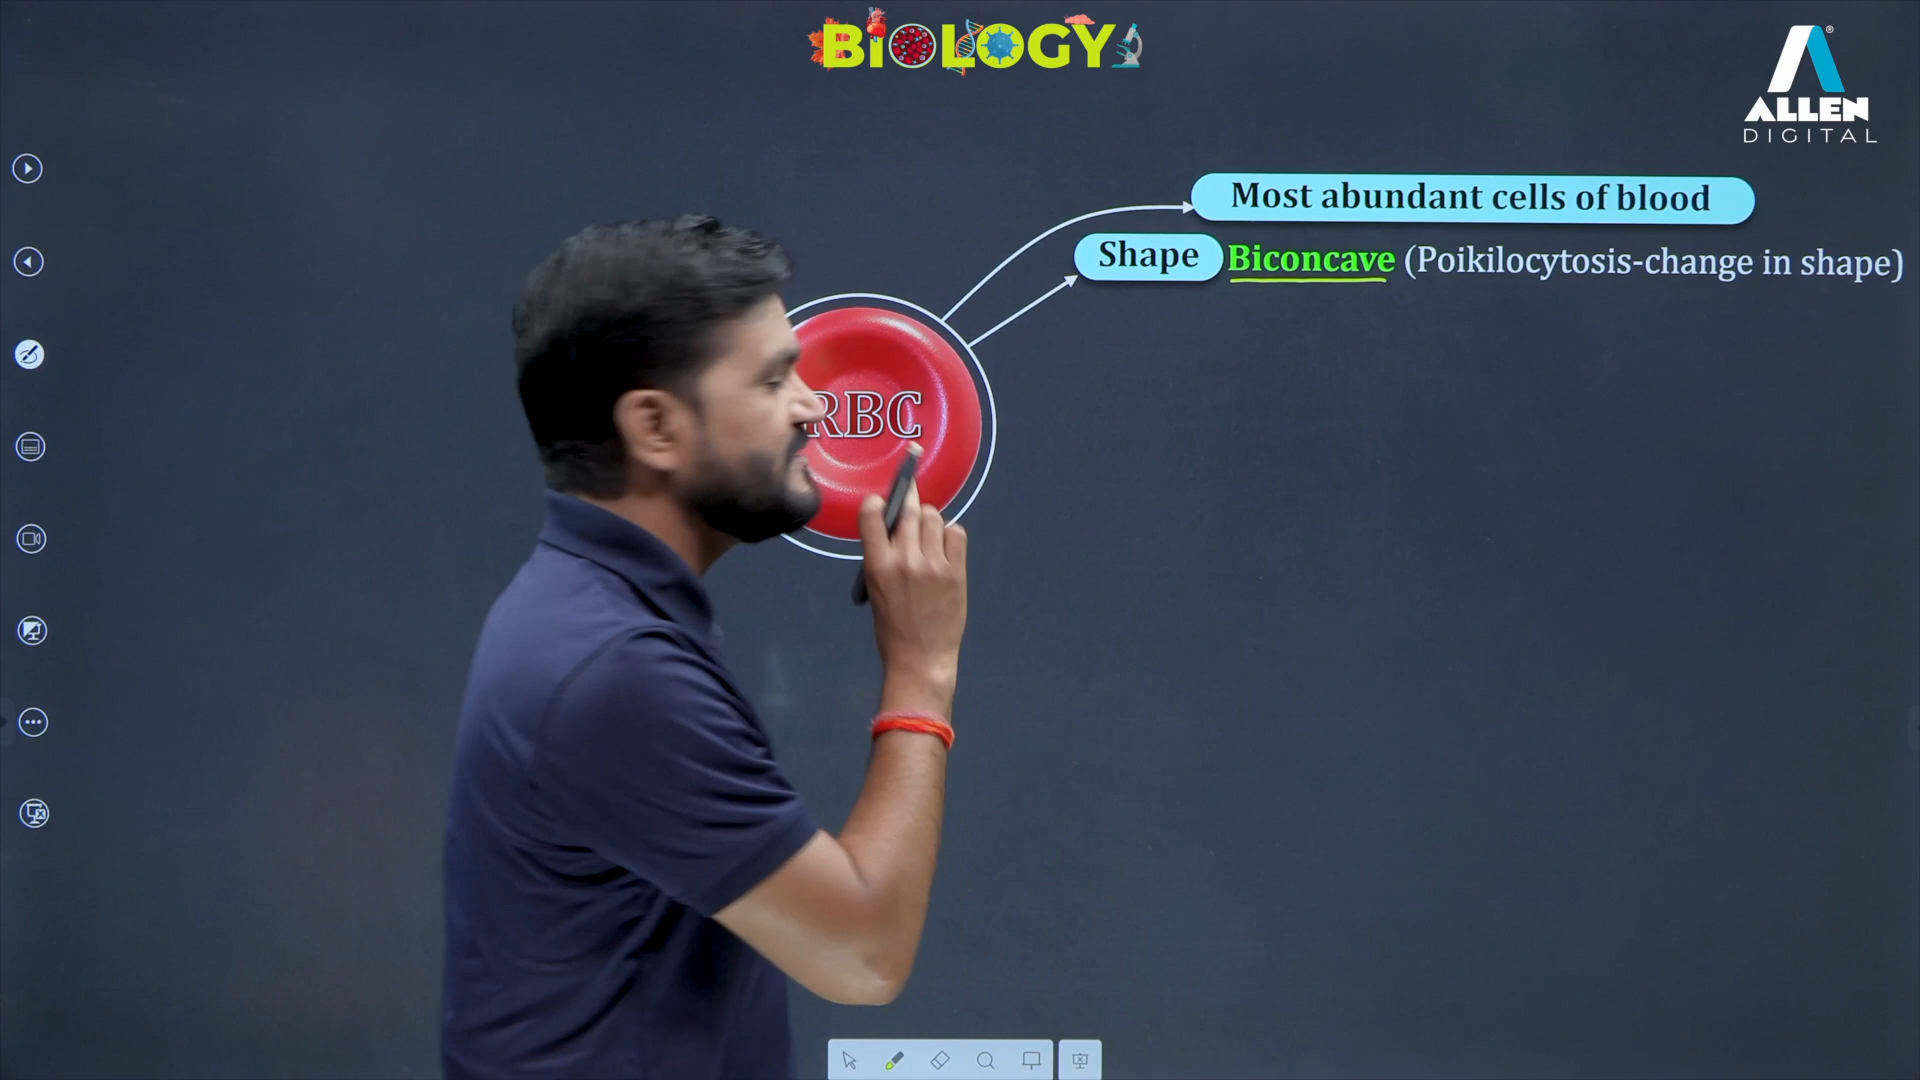 BIOLOGY
ALLEN
DIGITAL
Most abundant cells of blood
Shape Biconcave (Poikilocytosis-change in shape)
RBC